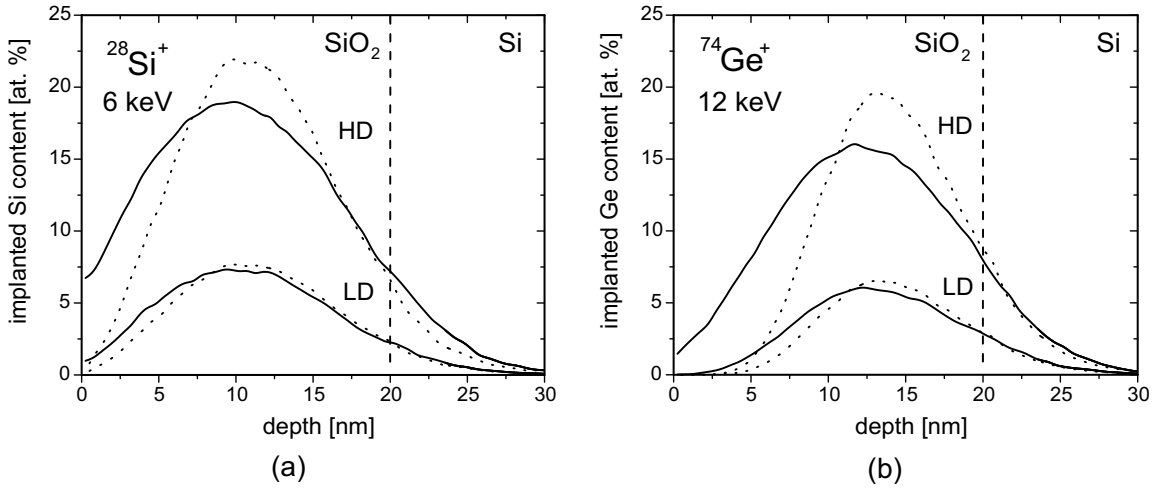 implanted Si content [at. %]
25
20
15
10
5
0
²⁸Si⁺
6 keV
SiO₂
Si
HD
LD
0 5 10 15 20 25 30
depth [nm]
(a)
implanted Ge content [at. %]
25
20
15
10
5
0
⁷⁴Ge⁺
12 keV
SiO₂
Si
HD
LD
0 5 10 15 20 25 30
depth [nm]
(b)